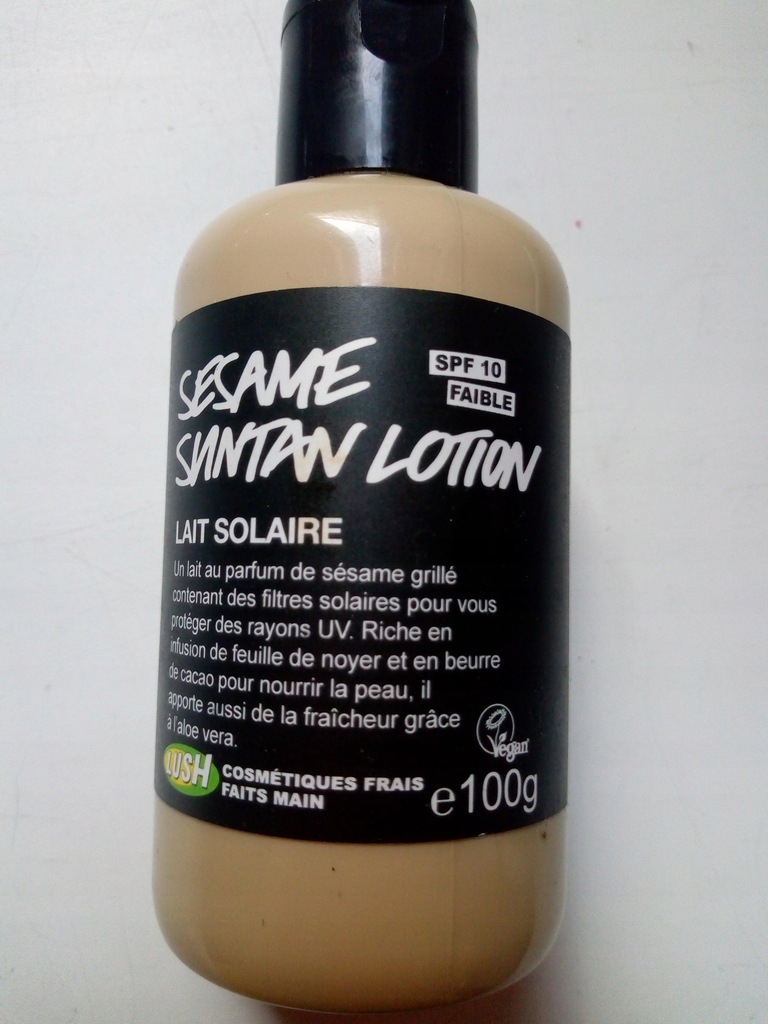 SESAME
SPF 10
FAIBLE
SUNTAN LOTION
LAIT SOLAIRE
Un lait au parfum de sésame grillé
contenant des filtres solaires pour vous
protéger des rayons UV. Riche en
infusion de feuille de noyer et en beurre
de cacao pour nourrir la peau, il
apporte aussi de la fraîcheur grâce
à l'aloe vera.
Vegan
LUSH
COSMÉTIQUES FRAIS
FAITS MAIN
e100g